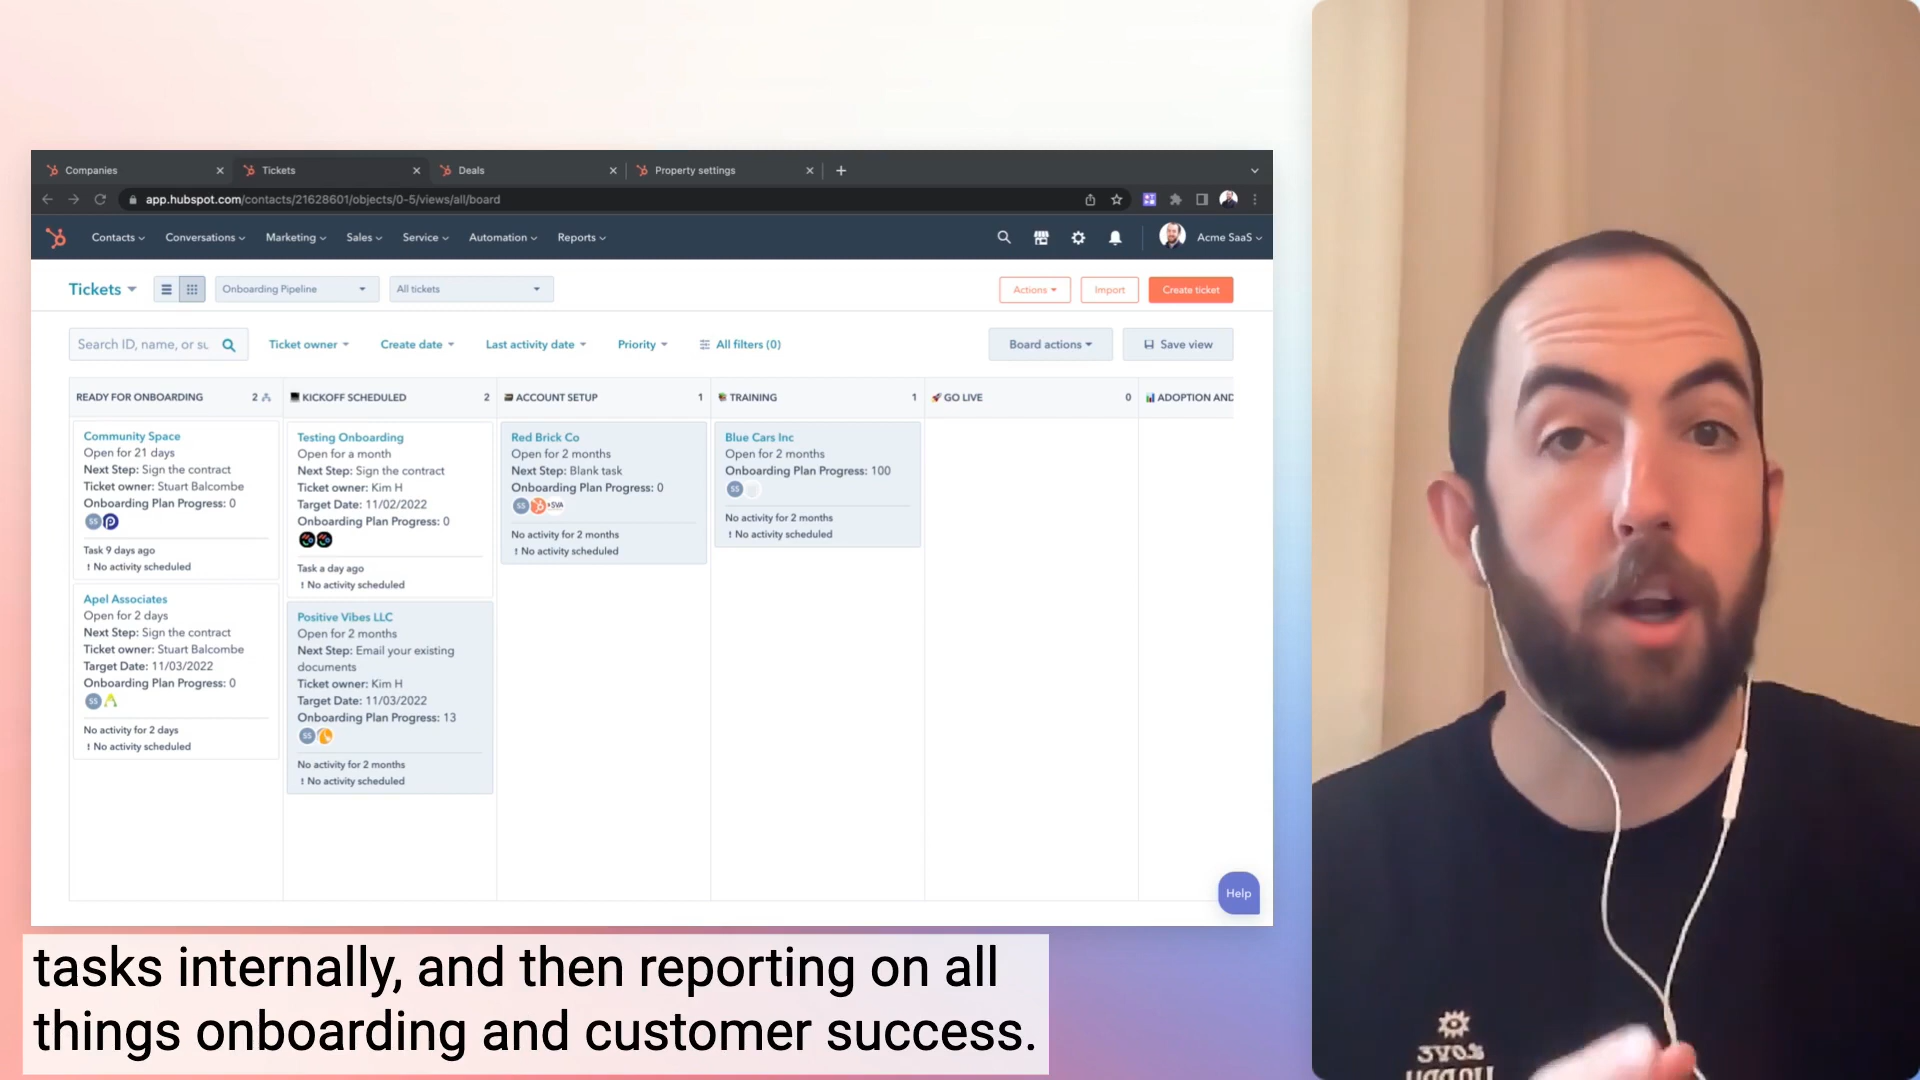 Companies
Tickets
Deals
Property settings
app.hubspot.com/contacts/21628601/objects/0-5/views/all/board
Contacts
Conversations
Marketing
Sales
Service
Automation
Reports
Acme SaaS
Tickets
Onboarding Pipeline
All tickets
Actions
Import
Create ticket
Search ID, name, or su
Ticket owner
Create date
Last activity date
Priority
All filters (0)
Board actions
Save view
READY FOR ONBOARDING 2
Community Space
Open for 21 days
Next Step: Sign the contract
Ticket owner: Stuart Balcombe
Onboarding Plan Progress: 0
SS
Task 9 days ago
! No activity scheduled
Apel Associates
Open for 2 days
Next Step: Sign the contract
Ticket owner: Stuart Balcombe
Target Date: 11/03/2022
Onboarding Plan Progress: 0
SS
No activity for 2 days
! No activity scheduled
KICKOFF SCHEDULED 2
Testing Onboarding
Open for a month
Next Step: Sign the contract
Ticket owner: Kim H
Target Date: 11/02/2022
Onboarding Plan Progress: 0
Task a day ago
! No activity scheduled
Positive Vibes LLC
Open for 2 months
Next Step: Email your existing
documents
Ticket owner: Kim H
Target Date: 11/03/2022
Onboarding Plan Progress: 13
SS
No activity for 2 months
! No activity scheduled
ACCOUNT SETUP 1
Red Brick Co
Open for 2 months
Next Step: Blank task
Onboarding Plan Progress: 0
SS
No activity for 2 months
! No activity scheduled
TRAINING 1
Blue Cars Inc
Open for 2 months
Onboarding Plan Progress: 100
SS
No activity for 2 months
! No activity scheduled
GO LIVE 0
ADOPTION AND
Help
tasks internally, and then reporting on all
things onboarding and customer success.